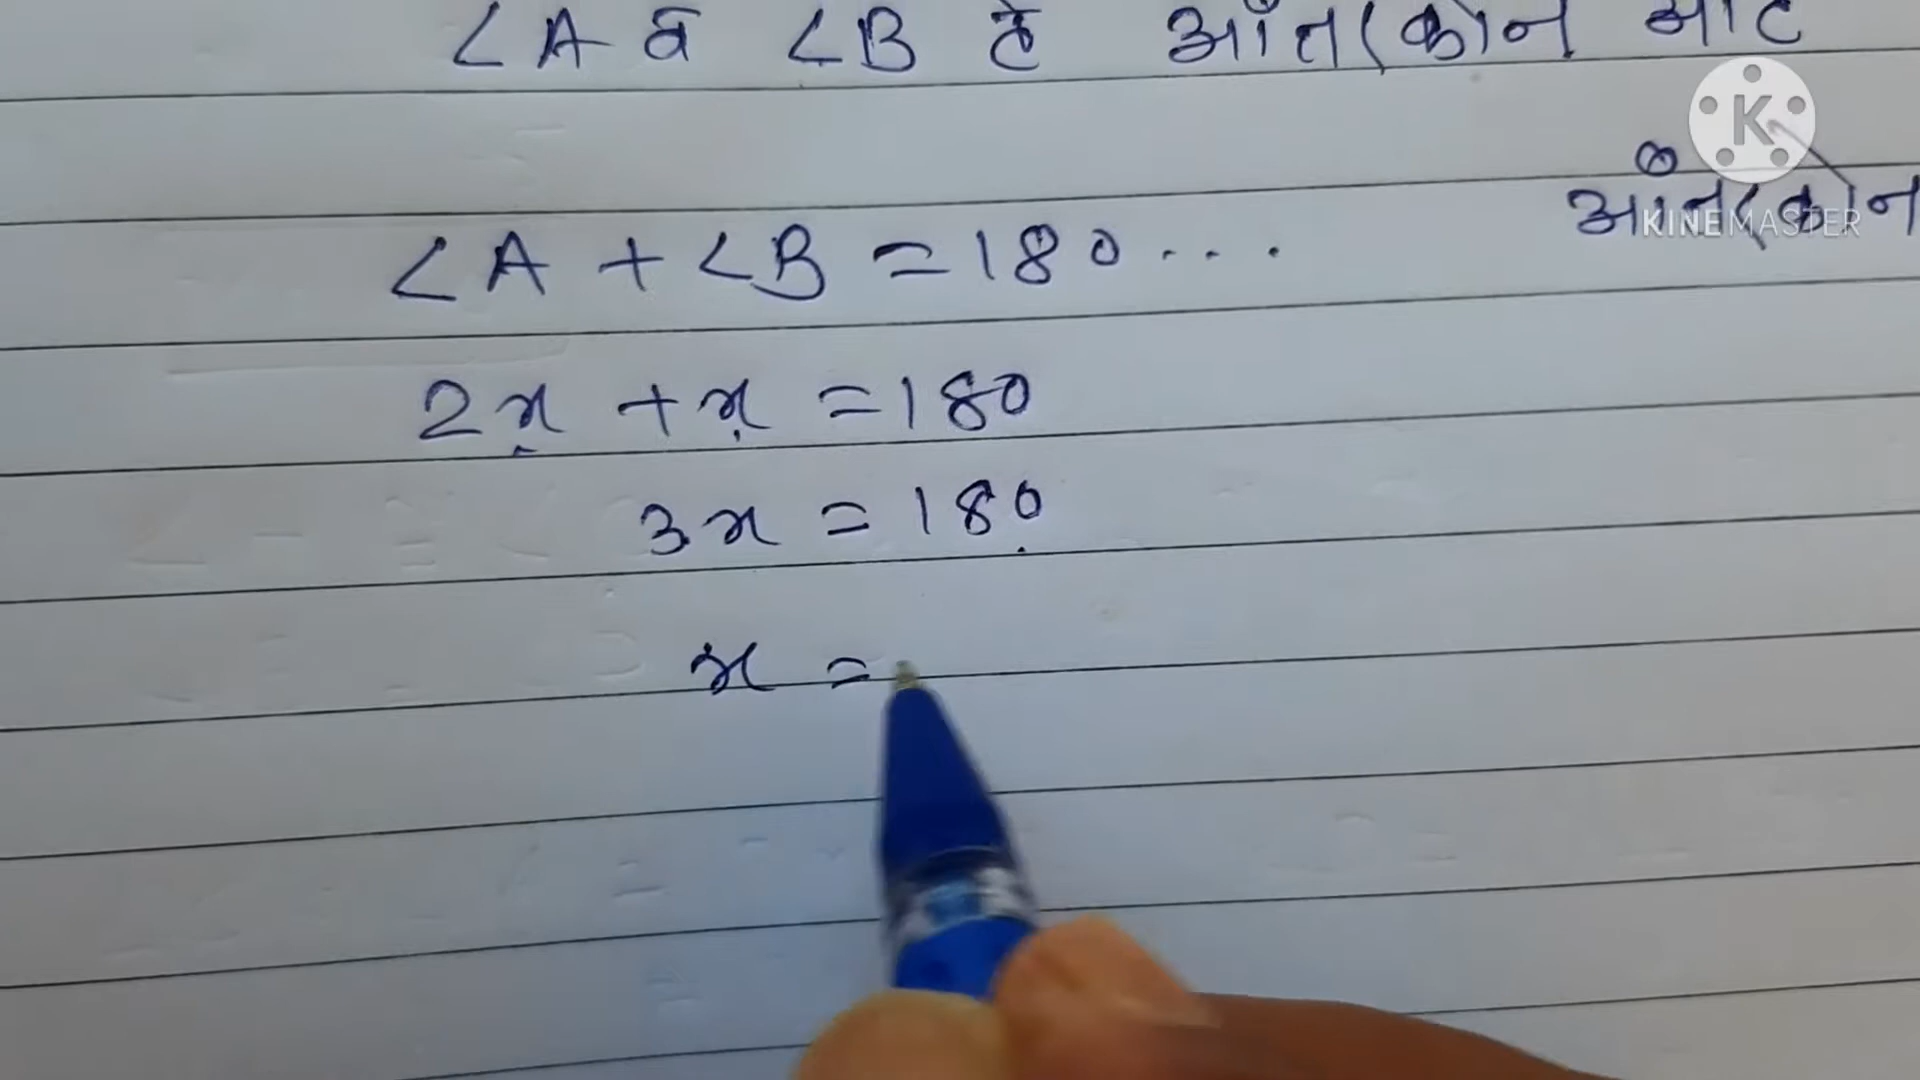 ∠A व ∠B हे आंतरकोन आहे
K
आंतरकोन
KINEMASTER
∠A + ∠B = 180 ....
2x + x = 180
3x = 180
x =